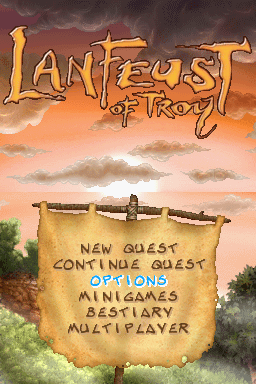 LANFEUST
OF TROY
NEW QUEST
CONTINUE QUEST
OPTIONS
MINIGAMES
BESTIARY
MULTIPLAYER